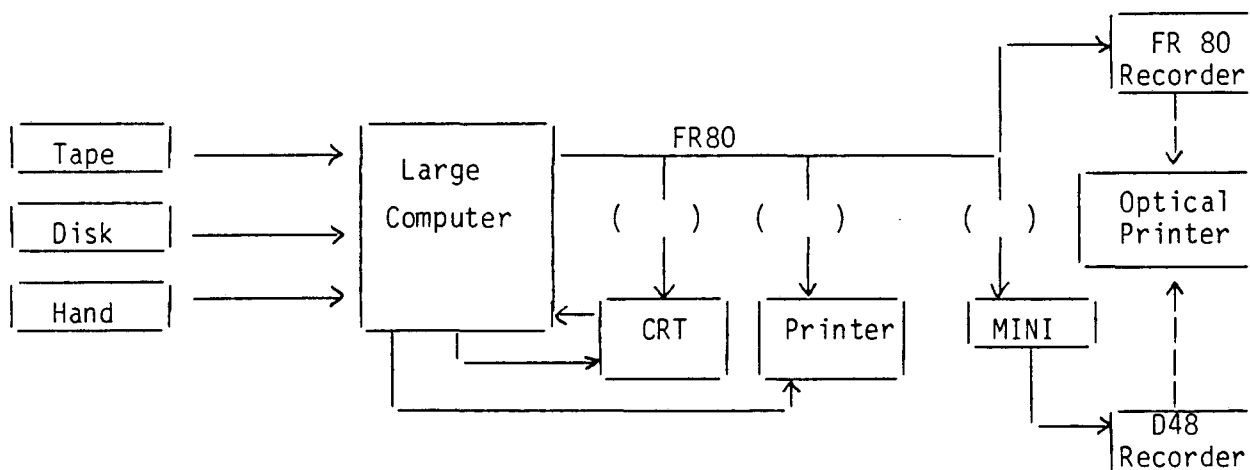 FR 80
Recorder
Tape
Large
Computer
FR80
Disk
( ) ( ) ( )
Optical
Printer
Hand
CRT
Printer
MINI
D48
Recorder